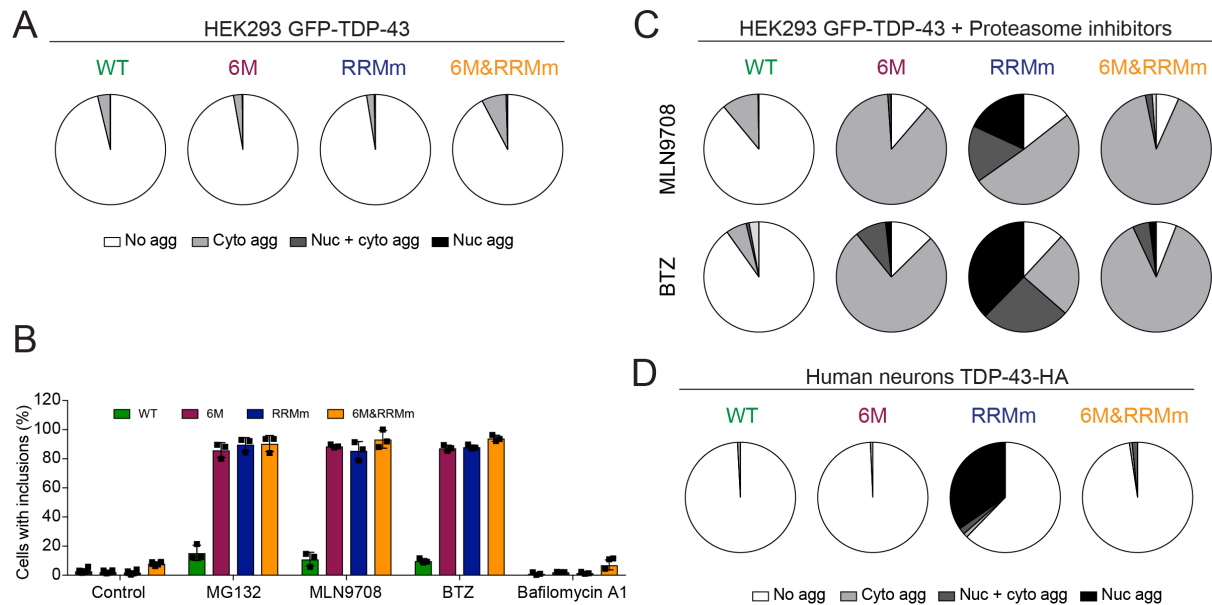 A
HEK293 GFP-TDP-43
WT 6M RRMm 6M&RRMm
No agg Cyto agg Nuc + cyto agg Nuc agg
B
Cells with inclusions (%)
120
100
80
60
40
20
0
WT 6M RRMm 6M&RRMm
Control MG132 MLN9708 BTZ Bafilomycin A1
C
HEK293 GFP-TDP-43 + Proteasome inhibitors
WT 6M RRMm 6M&RRMm
MLN9708
BTZ
D
Human neurons TDP-43-HA
WT 6M RRMm 6M&RRMm
No agg Cyto agg Nuc + cyto agg Nuc agg